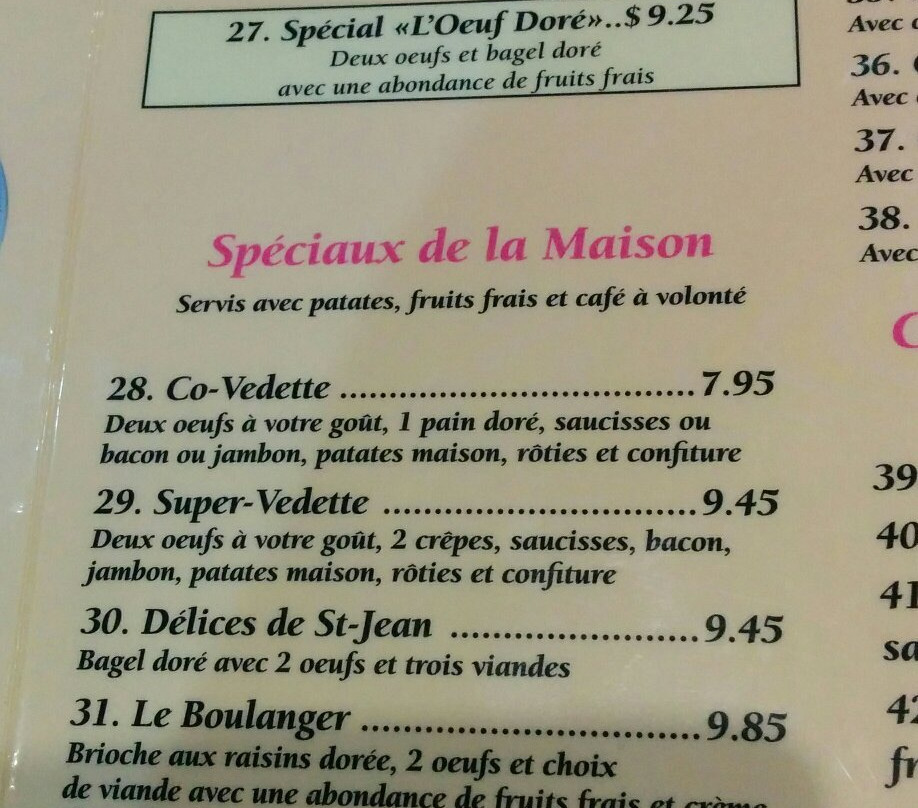 27. Spécial «L'Oeuf Doré»..$ 9.25
Deux oeufs et bagel doré
avec une abondance de fruits frais
Spéciaux de la Maison
Servis avec patates, fruits frais et café à volonté
28. Co-Vedette ....................................7.95
Deux oeufs à votre goût, 1 pain doré, saucisses ou
bacon ou jambon, patates maison, rôties et confiture
29. Super-Vedette ................................9.45
Deux oeufs à votre goût, 2 crêpes, saucisses, bacon,
jambon, patates maison, rôties et confiture
30. Délices de St-Jean .........................9.45
Bagel doré avec 2 oeufs et trois viandes
31. Le Boulanger ...................................9.85
Brioche aux raisins dorée, 2 oeufs et choix
de viande avec une abondance de fruits frais et crème
Avec
36.
Avec
37.
Avec
38.
Avec
39
40
41
sa
42
fr